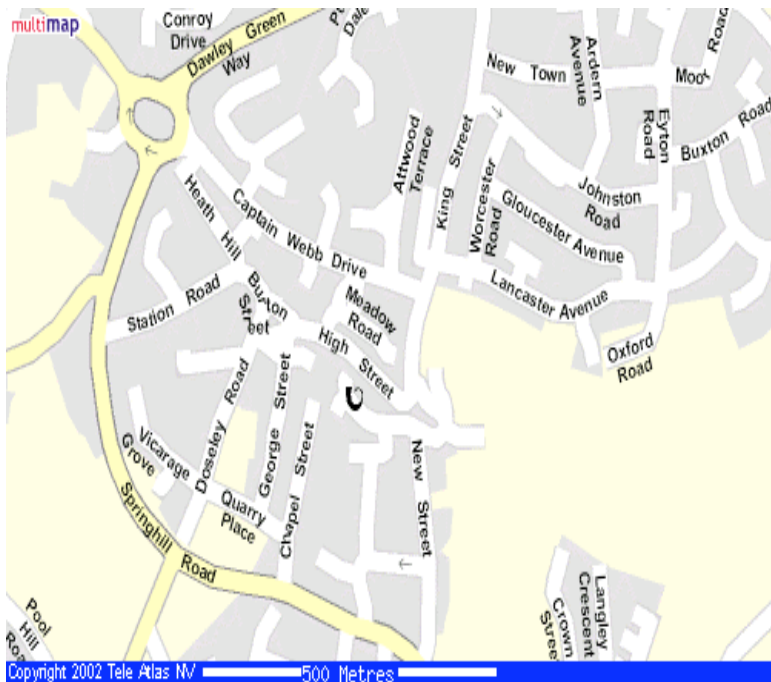 multimap
Conroy
Drive
Dawley Green
Way
Dale
New Town
Ardern
Avenue
Road
Moor
Eyton
Road
Buxton Road
Attwood
Terrace
King Street
Worcester
Road
Johnston
Road
Gloucester Avenue
Heath Hill
Captain Webb Drive
Station Road
Burton
Street
Meadow
Road
Lancaster Avenue
High Street
Oxford
Road
Doseley Road
George Street
Chapel Street
New Street
Vicarage
Grove
Quarry
Place
Springhill Road
Pool
Hill
Crown
Street
Langley
Crescent
Copyright 2002 Tele Atlas NV
500 Metres